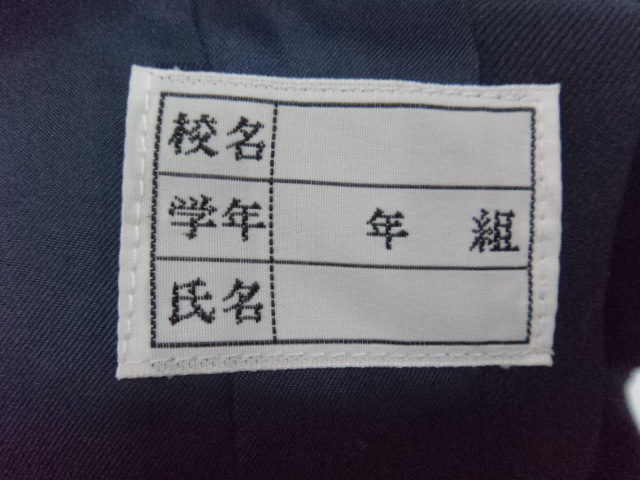 校名
学年 年 組
氏名